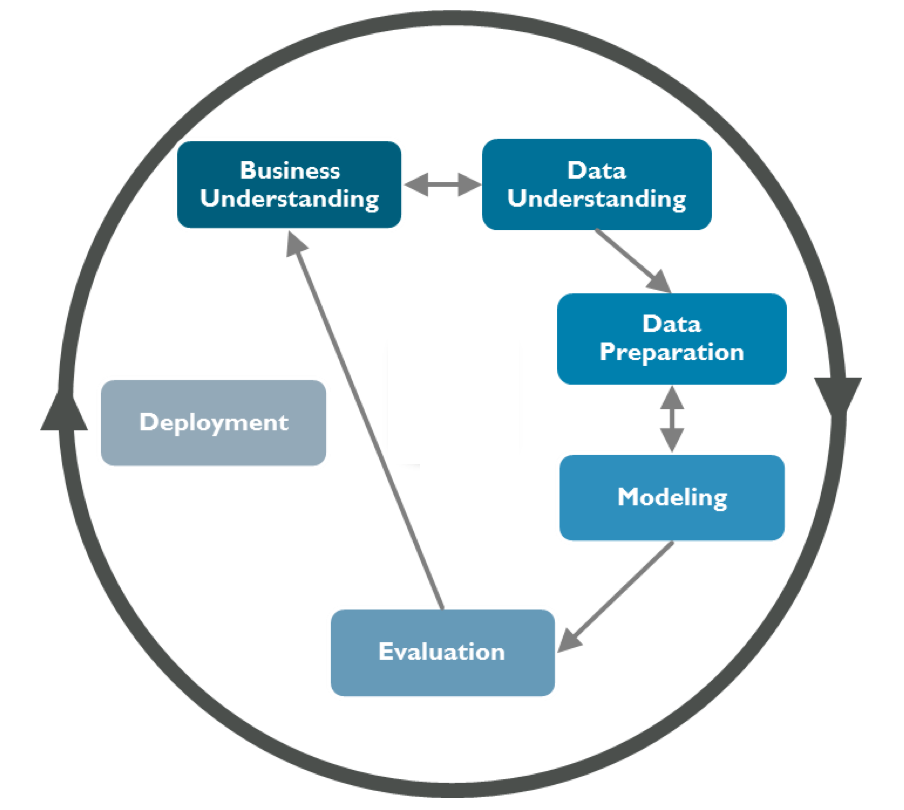 Business
Understanding
Data
Understanding
Data
Preparation
Deployment
Modeling
Evaluation